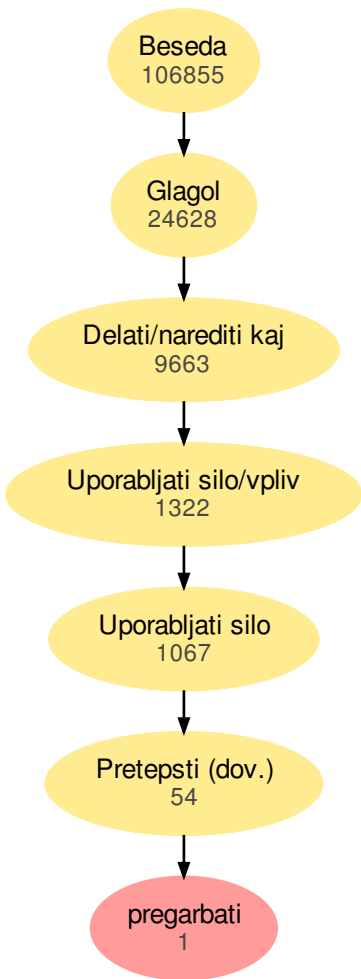 Beseda
106855
Glagol
24628
Delati/narediti kaj
9663
Uporabljati silo/vpliv
1322
Uporabljati silo
1067
Pretepsti (dov.)
54
pregarbati
1